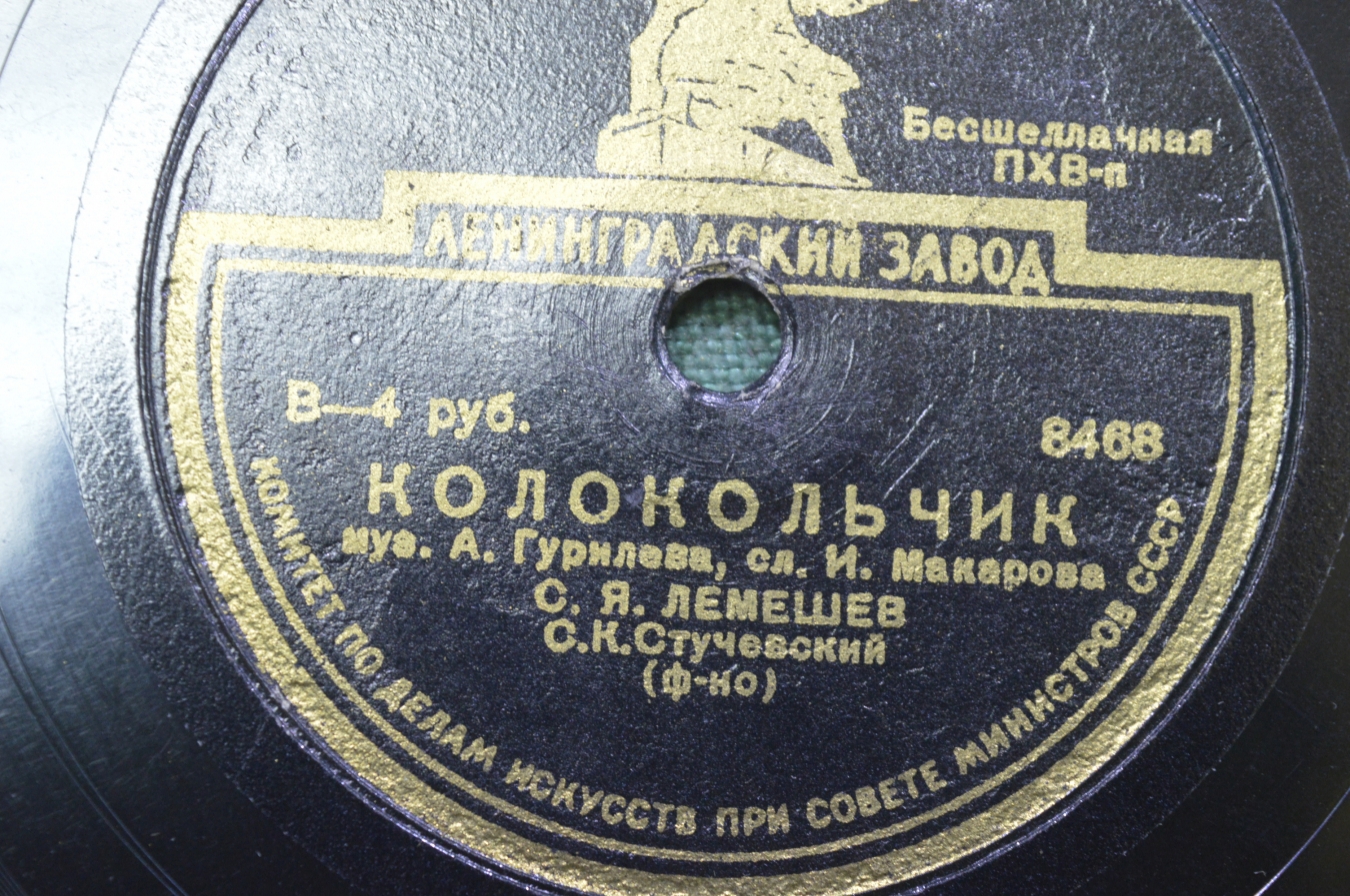 Бесшеллачная
ПХВ-п
ЛЕНИНГРАДСКИЙ ЗАВОД
В—4 руб.
8468
КОЛОКОЛЬЧИК
муз. А. Гурилева, сл. И. Макарова
С. Я. ЛЕМЕШЕВ
С.К.Стучевский
(ф-но)
КОМИТЕТ ПО ДЕЛАМ ИСКУССТВ ПРИ СОВЕТЕ МИНИСТРОВ СССР